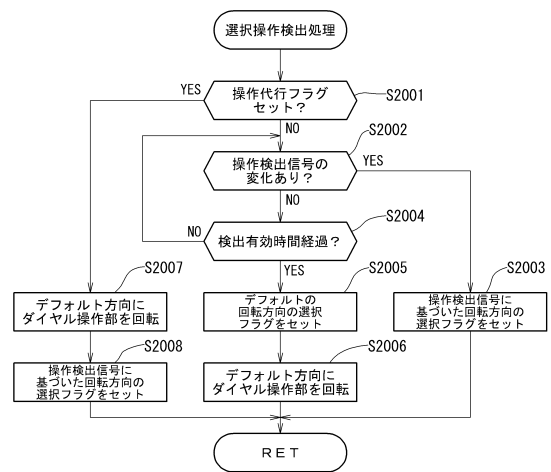 選択操作検出処理
操作代行フラグ
セット？
S2001
YES
NO
操作検出信号の
変化あり？
S2002
YES
NO
検出有効時間経過？
S2004
NO
YES
デフォルト方向に
ダイヤル操作部を回転
S2007
デフォルトの
回転方向の選択
フラグをセット
S2005
操作検出信号に
基づいた回転方向の
選択フラグをセット
S2003
操作検出信号に
基づいた回転方向の
選択フラグをセット
S2008
デフォルト方向に
ダイヤル操作部を回転
S2006
RET